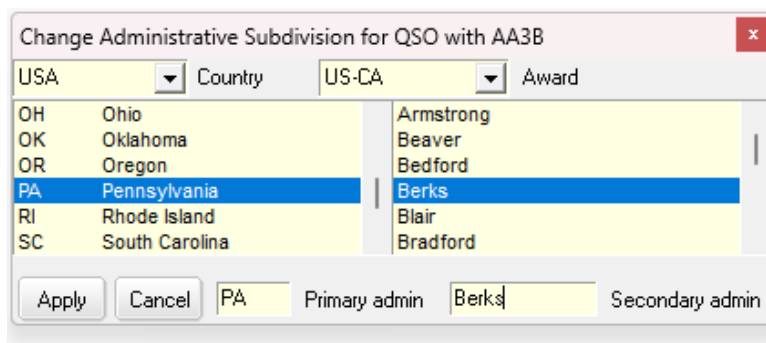 Change Administrative Subdivision for QSO with AA3B
x
USA Country US-CA Award
OH Ohio Armstrong
OK Oklahoma Beaver
OR Oregon Bedford
PA Pennsylvania Berks
RI Rhode Island Blair
SC South Carolina Bradford
Apply Cancel PA Primary admin Berks Secondary admin